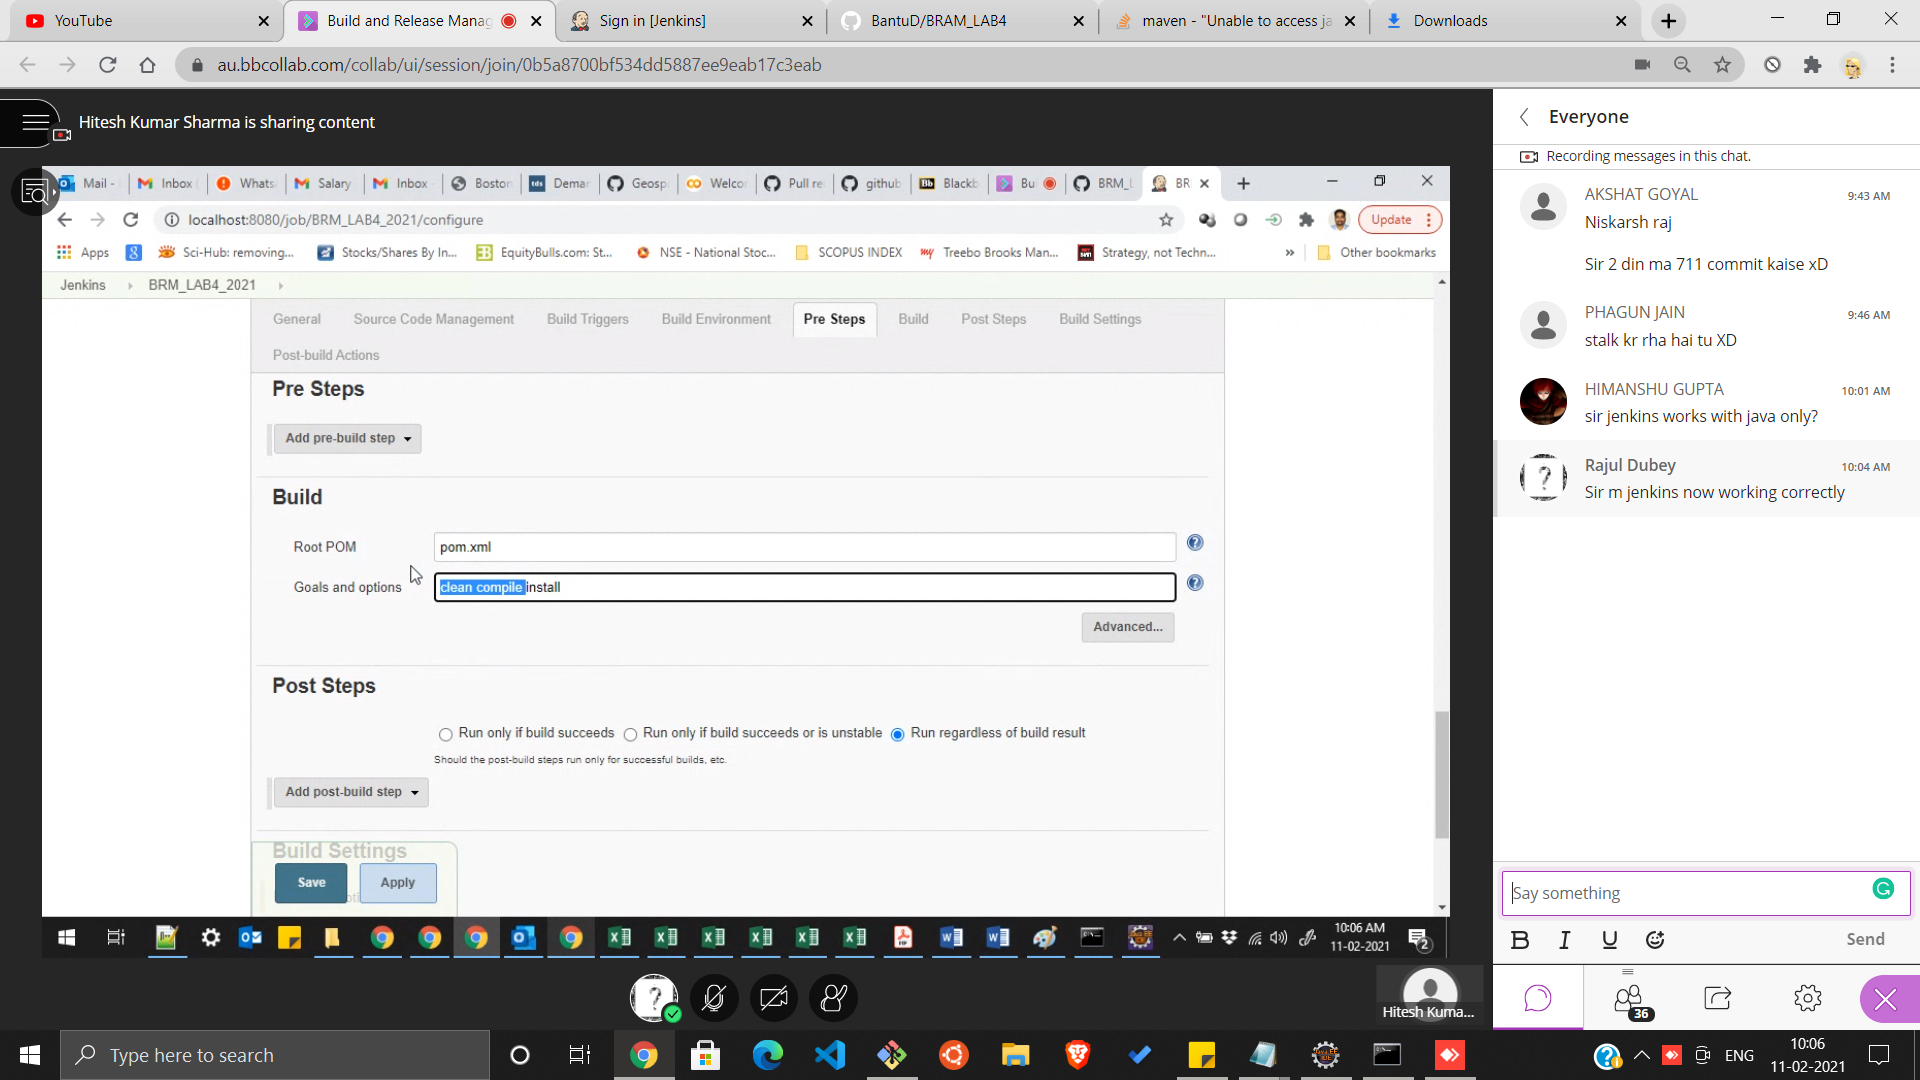 YouTube
Build and Release Manag
Sign in [Jenkins]
BantuD/BRAM_LAB4
maven - "Unable to access ja
Downloads
au.bbcollab.com/collab/ui/session/join/0b5a8700bf534dd5887ee9eab17c3eab
Hitesh Kumar Sharma is sharing content
Mail -
Inbox
Whats
Salary
Inbox
Boston
Demar
Geosp
Welco
Pull re
github
Blackb
Bu
BRM_L
BR
localhost:8080/job/BRM_LAB4_2021/configure
Update
Apps
Sci-Hub: removing...
Stocks/Shares By In...
EquityBulls.com: St...
NSE - National Stoc...
SCOPUS INDEX
Treebo Brooks Man...
Strategy, not Techn...
»
Other bookmarks
Jenkins
BRM_LAB4_2021
General
Source Code Management
Build Triggers
Build Environment
Pre Steps
Build
Post Steps
Build Settings
Post-build Actions
Pre Steps
Add pre-build step
Build
Root POM
pom.xml
Goals and options
clean compile install
Advanced...
Post Steps
Run only if build succeeds
Run only if build succeeds or is unstable
Run regardless of build result
Should the post-build steps run only for successful builds, etc.
Add post-build step
Build Settings
Save
Apply
10:06 AM
11-02-2021
2
Hitesh Kuma...
Everyone
Recording messages in this chat.
AKSHAT GOYAL
9:43 AM
Niskarsh raj
Sir 2 din ma 711 commit kaise xD
PHAGUN JAIN
9:46 AM
stalk kr rha hai tu XD
HIMANSHU GUPTA
10:01 AM
sir jenkins works with java only?
Rajul Dubey
10:04 AM
Sir m jenkins now working correctly
Say something
B
I
U
Send
36
Type here to search
ENG
10:06
11-02-2021